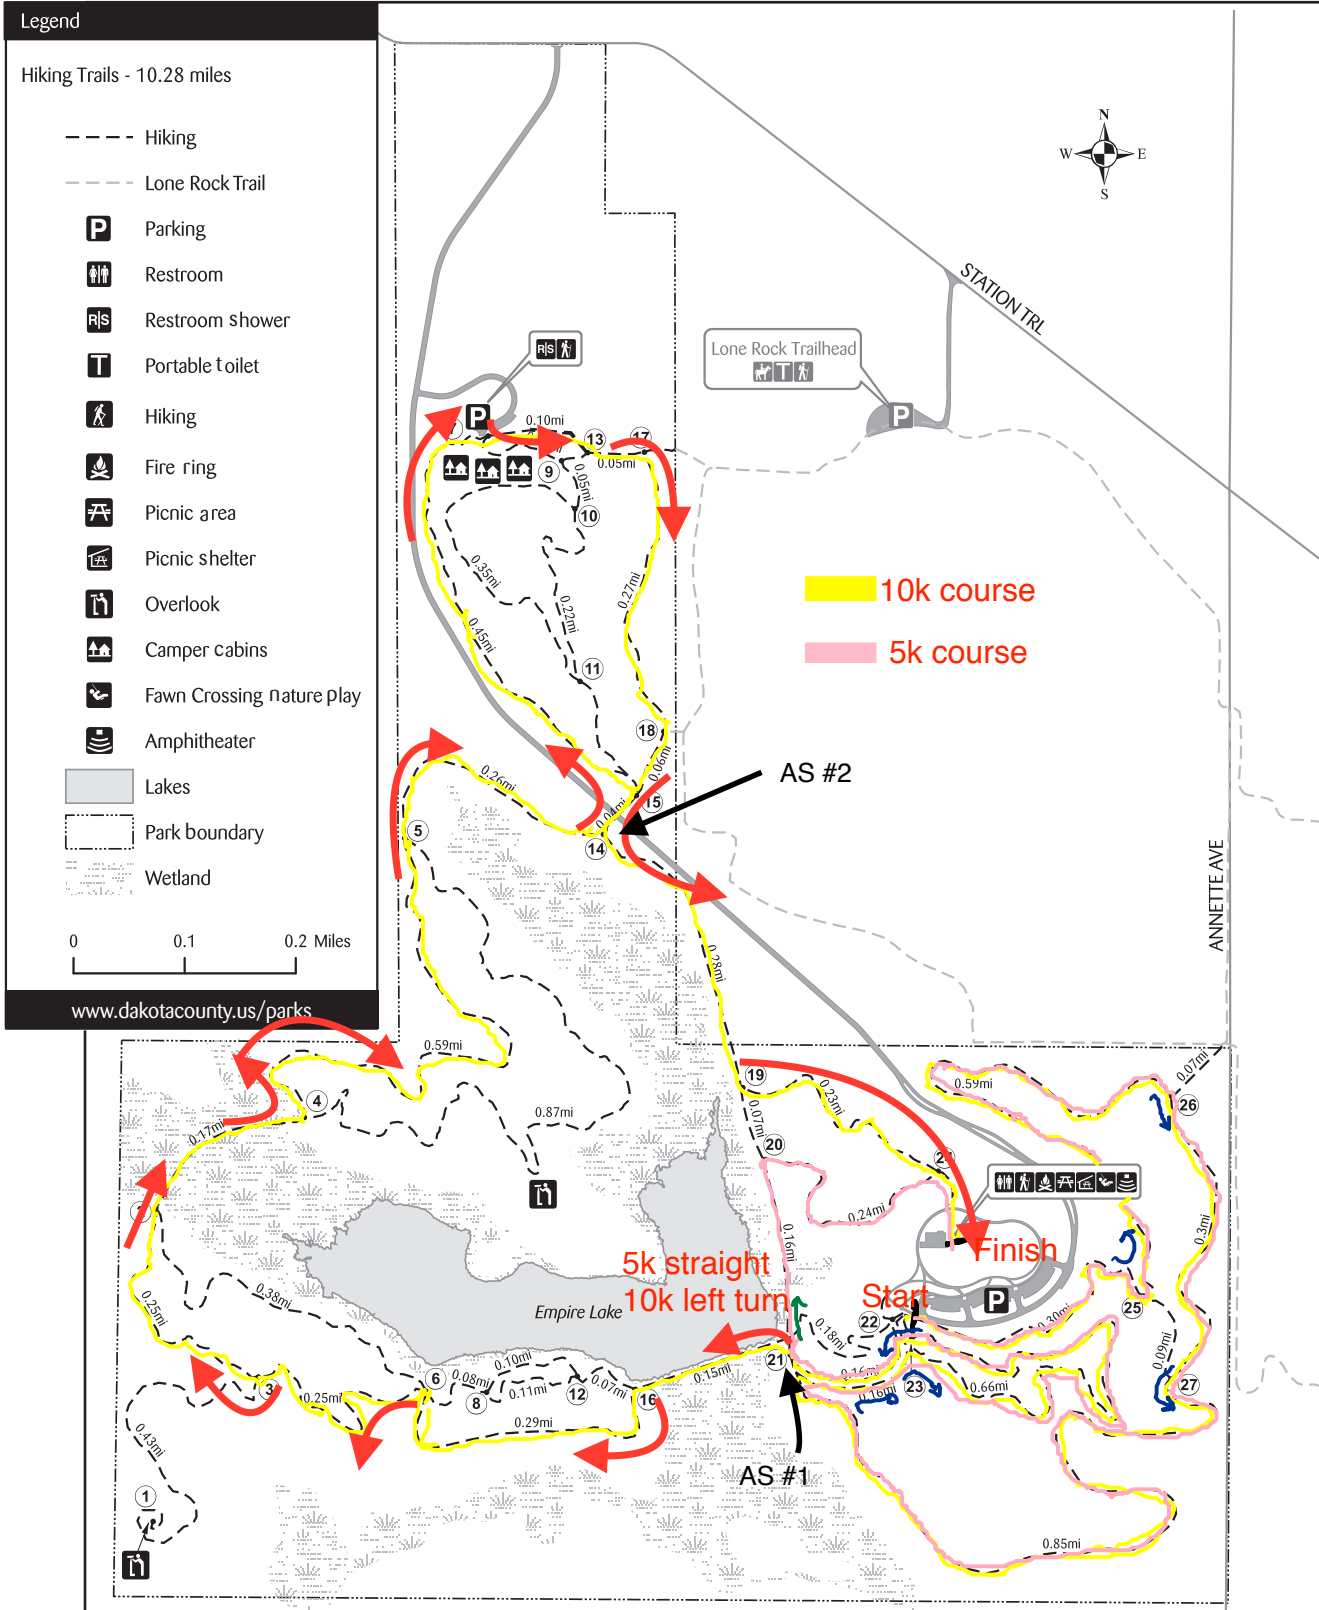 Legend
Hiking Trails - 10.28 miles
Hiking
Lone Rock Trail
P Parking
Restroom
R|S Restroom shower
T Portable toilet
Hiking
Fire ring
Picnic area
Picnic shelter
Overlook
Camper cabins
Fawn Crossing nature play
Amphitheater
Lakes
Park boundary
Wetland
0 0.1 0.2 Miles
www.dakotacounty.us/parks
N
W E
S
STATION TRL
R|S
Lone Rock Trailhead
T
P
P
0.10mi
13
17
9
0.05mi
0.05mi
10
0.35mi
0.27mi
0.22mi
0.45mi
11
10k course
5k course
18
0.06mi
AS #2
0.26mi
15
0.04mi
5
14
ANNETTE AVE
0.28mi
0.59mi
19
0.07mi
0.59mi
0.23mi
26
4
0.17mi
0.87mi
0.07mi
20
0.24mi
0.3mi
0.16mi
Finish
5k straight
10k left turn
Start
P
0.38mi
0.25mi
Empire Lake
22
0.18mi
0.30mi
25
0.09mi
21
0.10mi
0.15mi
0.16mi
6
0.08mi
8
0.11mi
12
0.07mi
16
0.16mi
23
0.66mi
27
3
0.25mi
0.29mi
0.43mi
AS #1
1
0.85mi